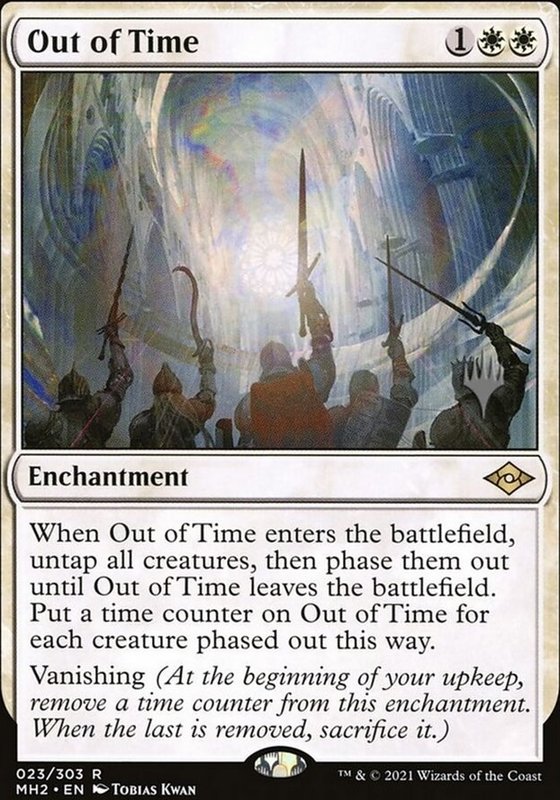 Out of Time 1
Enchantment
When Out of Time enters the battlefield,
untap all creatures, then phase them out
until Out of Time leaves the battlefield.
Put a time counter on Out of Time for
each creature phased out this way.
Vanishing (At the beginning of your upkeep,
remove a time counter from this enchantment.
When the last is removed, sacrifice it.)
023/303 R
MH2 • EN Tobias Kwan
™ & © 2021 Wizards of the Coast